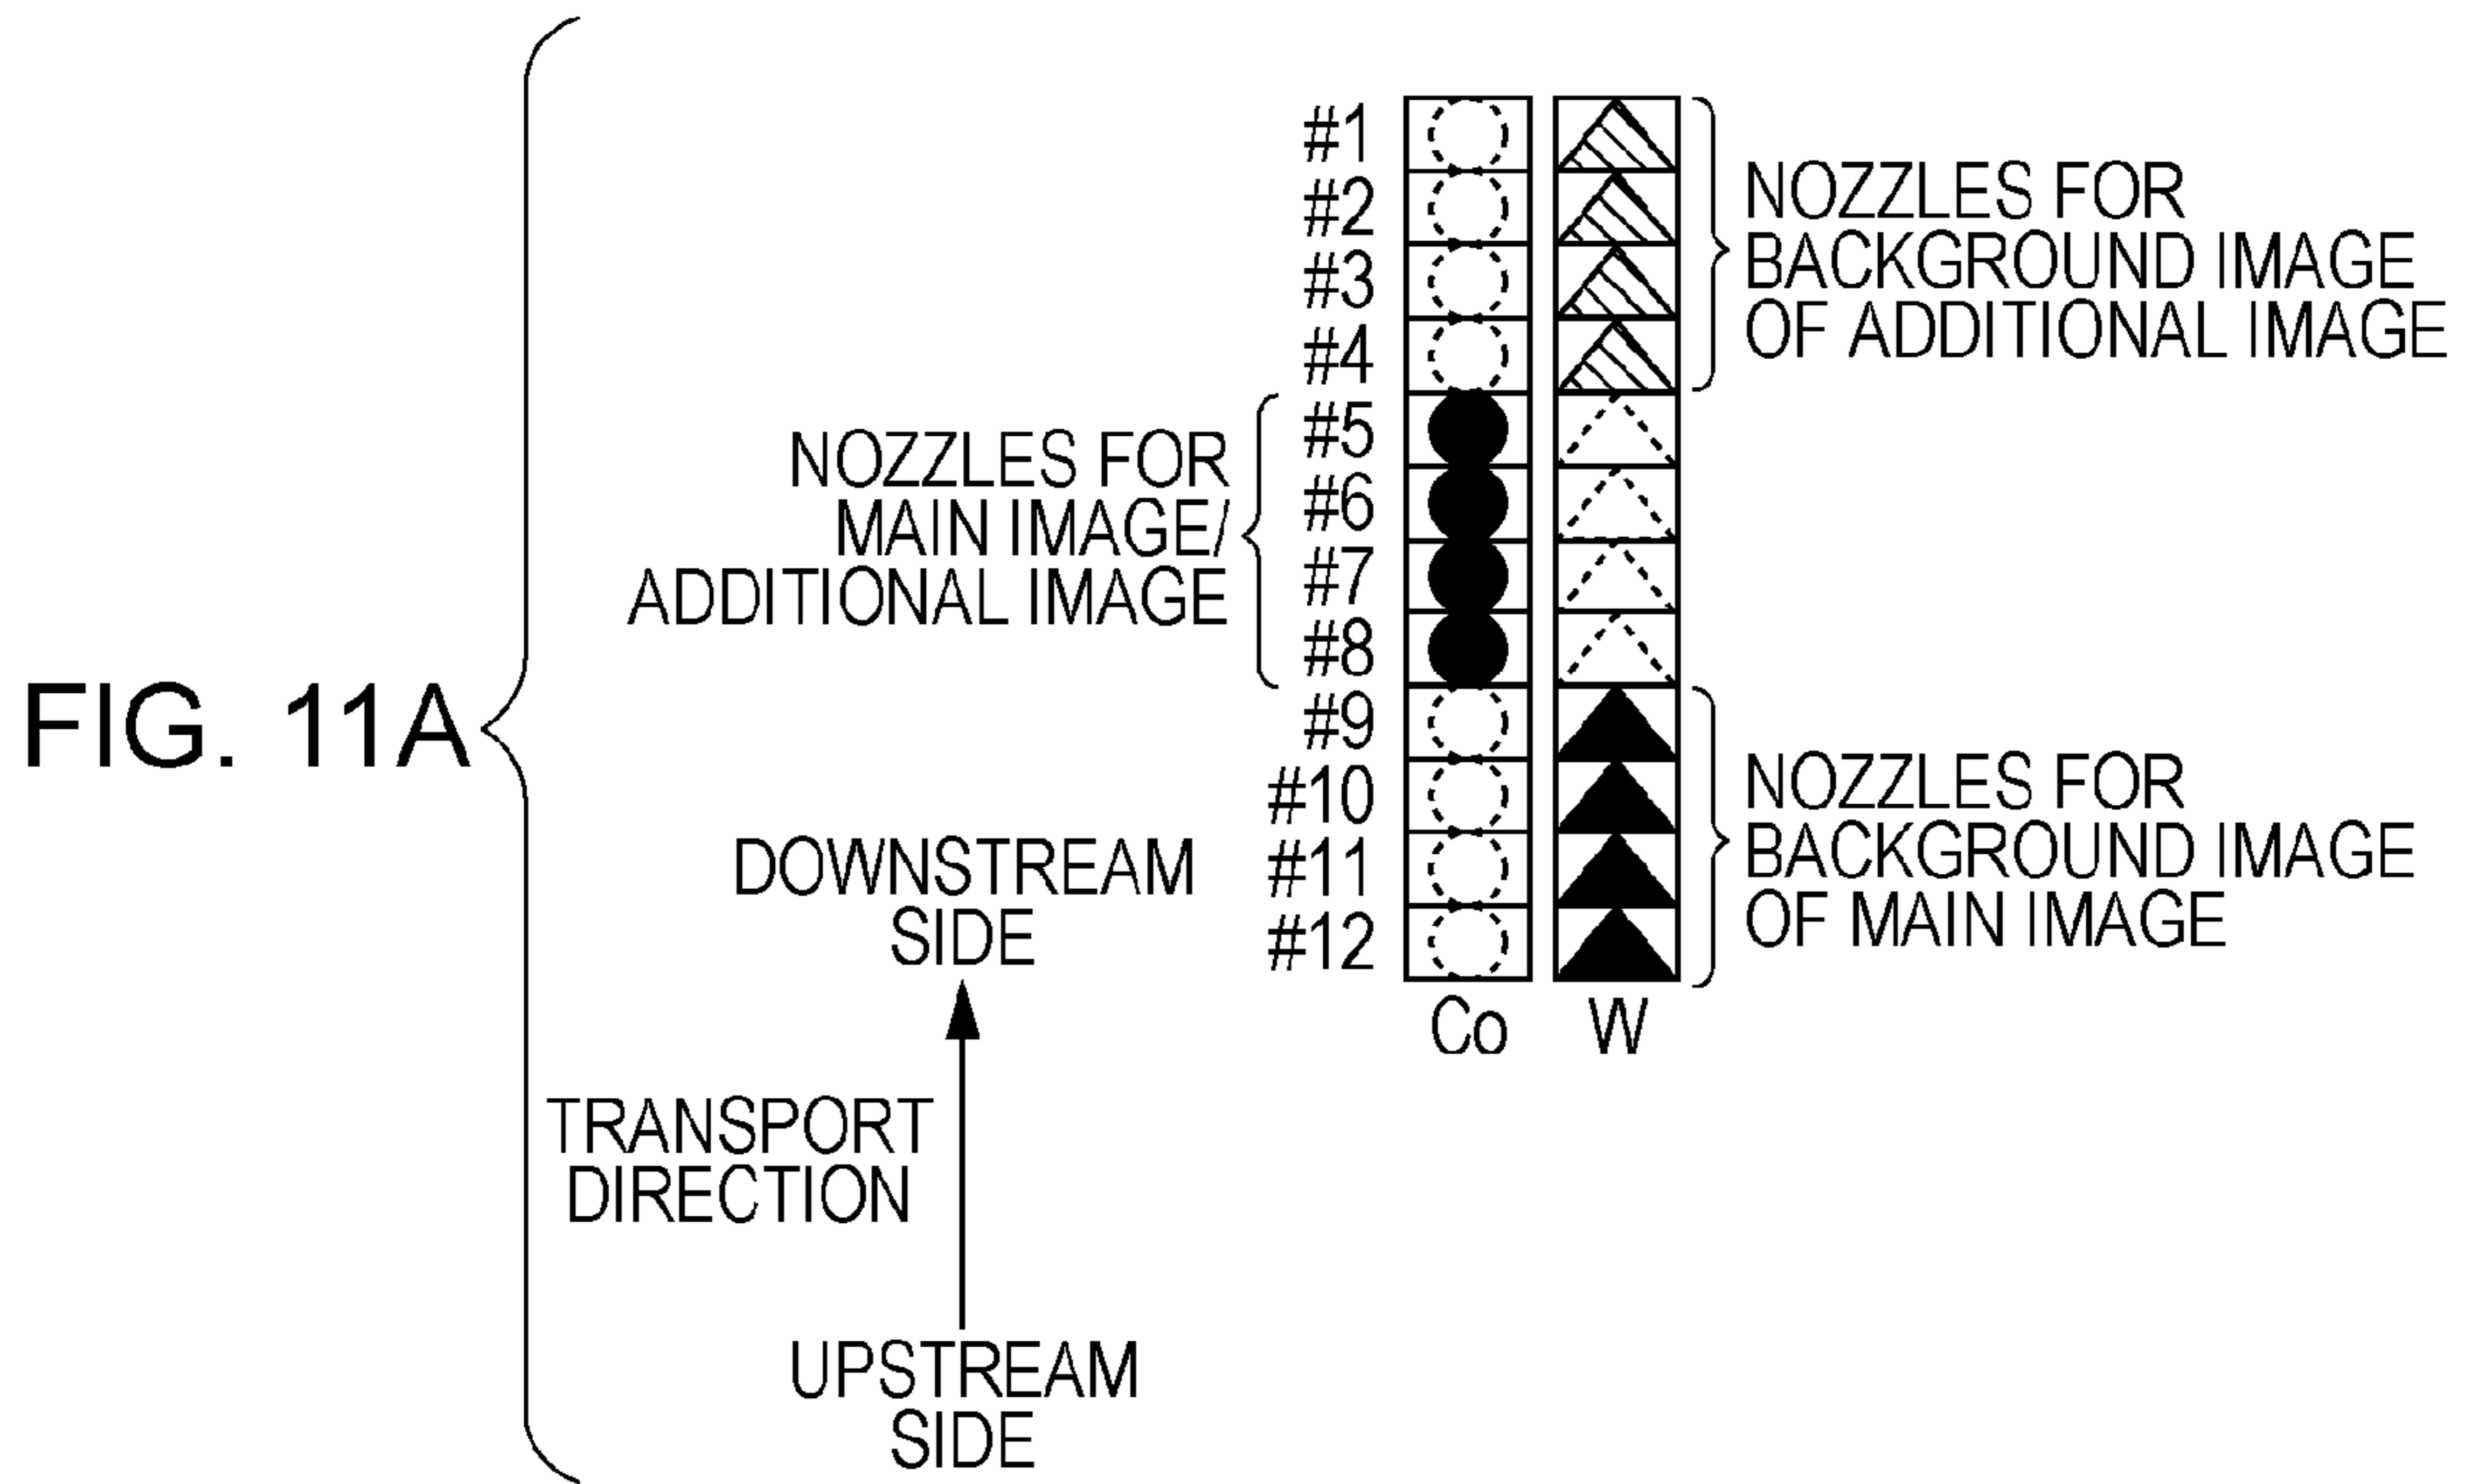 FIG. 11A
#1
#2
#3
#4
#5
#6
#7
#8
#9
#10
#11
#12
Co W
NOZZLES FOR
BACKGROUND IMAGE
OF ADDITIONAL IMAGE
NOZZLES FOR
MAIN IMAGE/
ADDITIONAL IMAGE
NOZZLES FOR
BACKGROUND IMAGE
OF MAIN IMAGE
DOWNSTREAM
SIDE
TRANSPORT
DIRECTION
UPSTREAM
SIDE